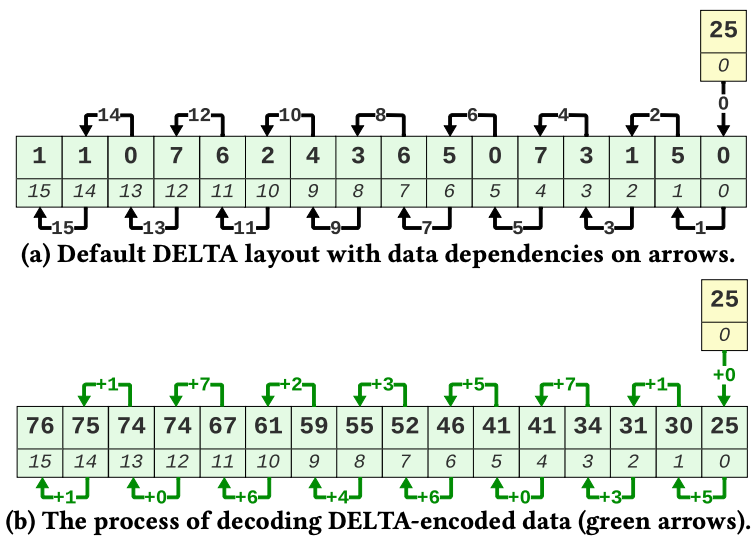 25
0
0
14 12 10 8 6 4 2
1 1 0 7 6 2 4 3 6 5 0 7 3 1 5 0
15 14 13 12 11 10 9 8 7 6 5 4 3 2 1 0
15 13 11 9 7 5 3 1
(a) Default DELTA layout with data dependencies on arrows.
25
0
+0
+1 +7 +2 +3 +5 +7 +1
76 75 74 74 67 61 59 55 52 46 41 41 34 31 30 25
15 14 13 12 11 10 9 8 7 6 5 4 3 2 1 0
+1 +0 +6 +4 +6 +0 +3 +5
(b) The process of decoding DELTA-encoded data (green arrows).